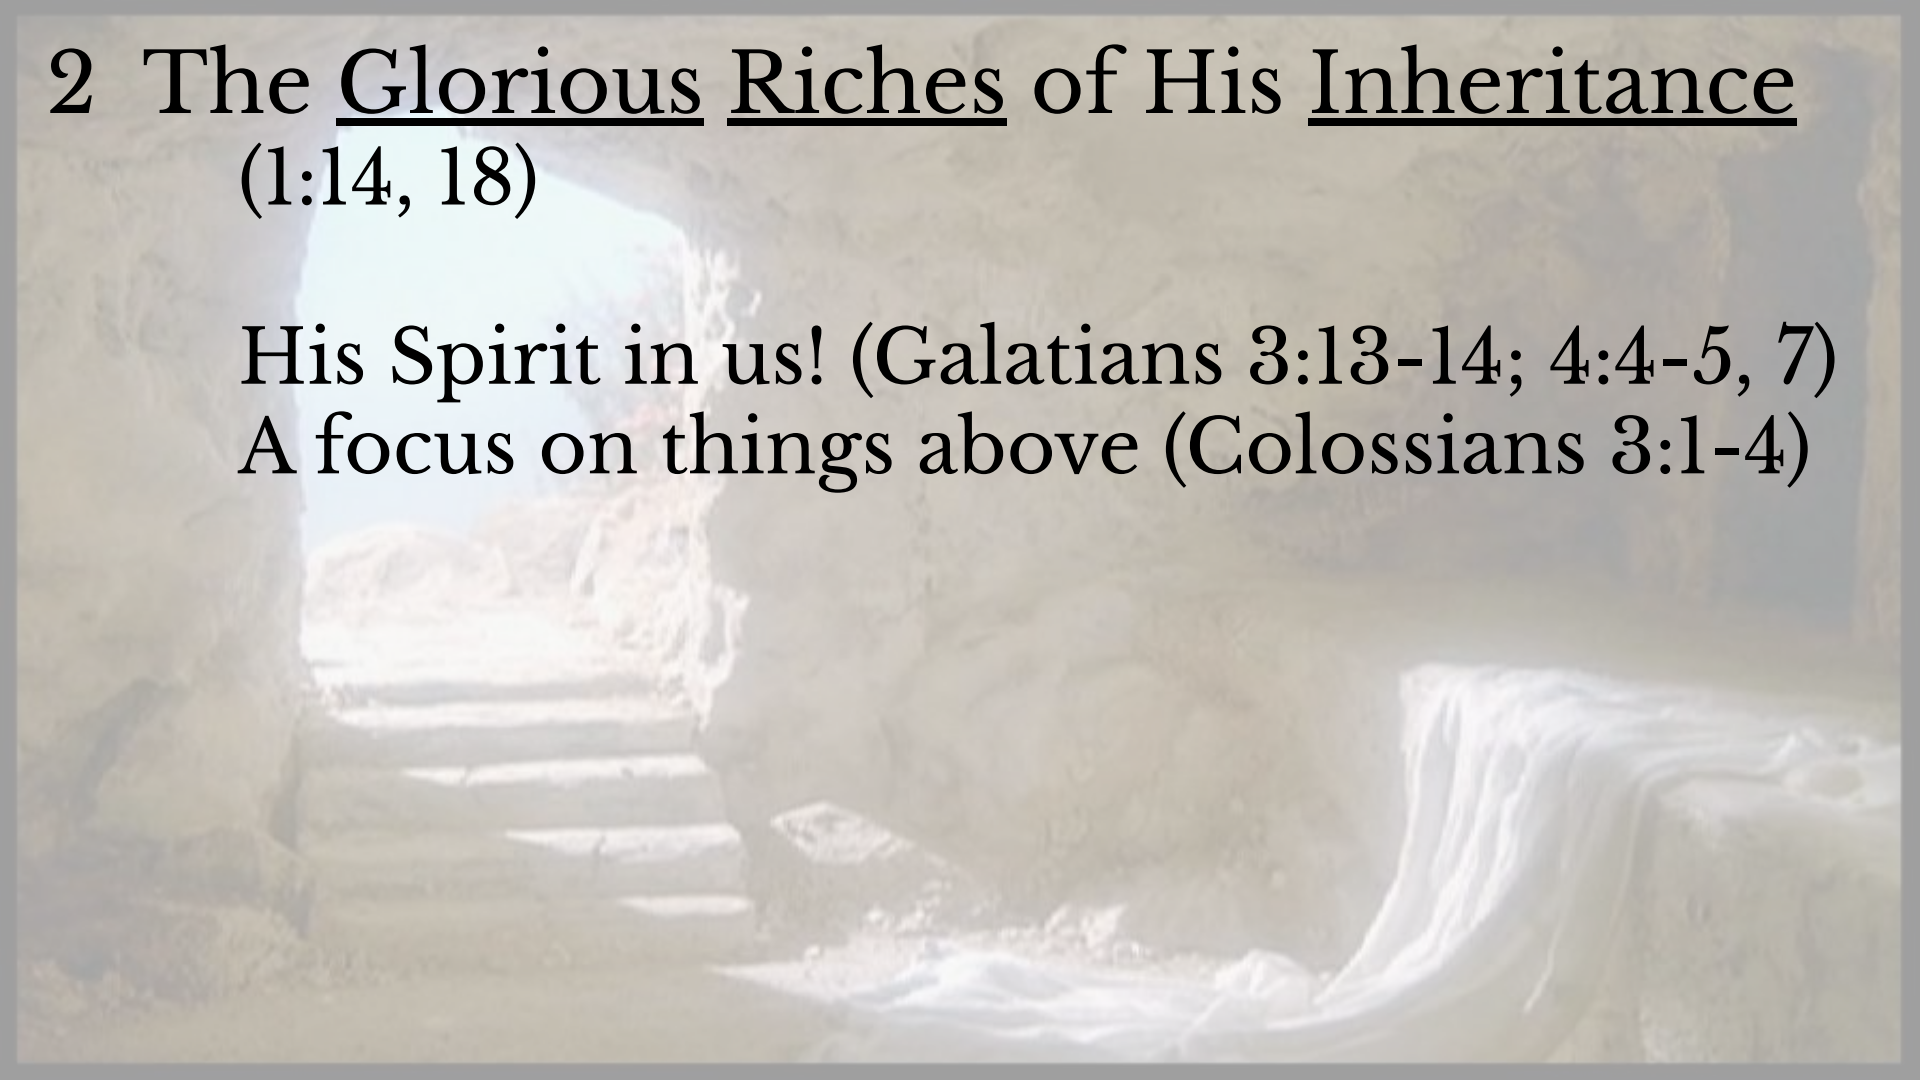 2 The Glorious Riches of His Inheritance
(1:14, 18)
His Spirit in us! (Galatians 3:13-14; 4:4-5, 7)
A focus on things above (Colossians 3:1-4)